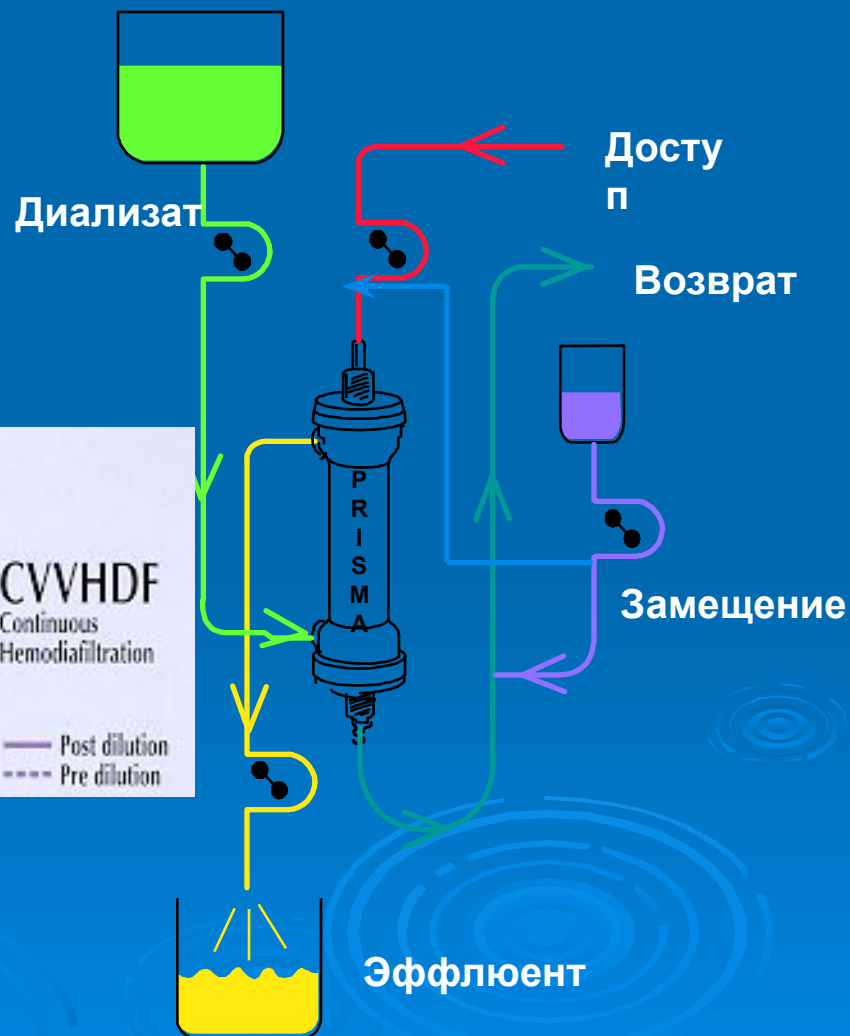 Досту
п
Диализат
Возврат
P
R
I
S
M
A
CVVHDF
Continuous
Hemodiafiltration
Замещение
Post dilution
Pre dilution
Эффлюент